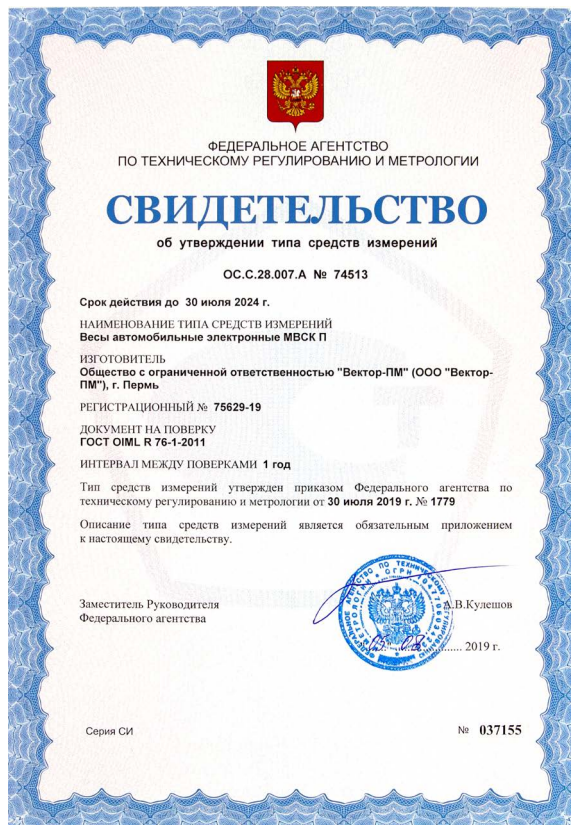 ФЕДЕРАЛЬНОЕ АГЕНТСТВО
ПО ТЕХНИЧЕСКОМУ РЕГУЛИРОВАНИЮ И МЕТРОЛОГИИ
СВИДЕТЕЛЬСТВО
об утверждении типа средств измерений
ОС.С.28.007.А № 74513
Срок действия до 30 июля 2024 г.
НАИМЕНОВАНИЕ ТИПА СРЕДСТВ ИЗМЕРЕНИЙ
Весы автомобильные электронные МВСК П
ИЗГОТОВИТЕЛЬ
Общество с ограниченной ответственностью "Вектор-ПМ" (ООО "Вектор-
ПМ"), г. Пермь
РЕГИСТРАЦИОННЫЙ № 75629-19
ДОКУМЕНТ НА ПОВЕРКУ
ГОСТ OIML R 76-1-2011
ИНТЕРВАЛ МЕЖДУ ПОВЕРКАМИ 1 год
Тип средств измерений утвержден приказом Федерального агентства по
техническому регулированию и метрологии от 30 июля 2019 г. № 1779
Описание типа средств измерений является обязательным приложением
к настоящему свидетельству.
Заместитель Руководителя
Федерального агентства
А.В.Кулешов
2019 г.
Серия СИ
№ 037155